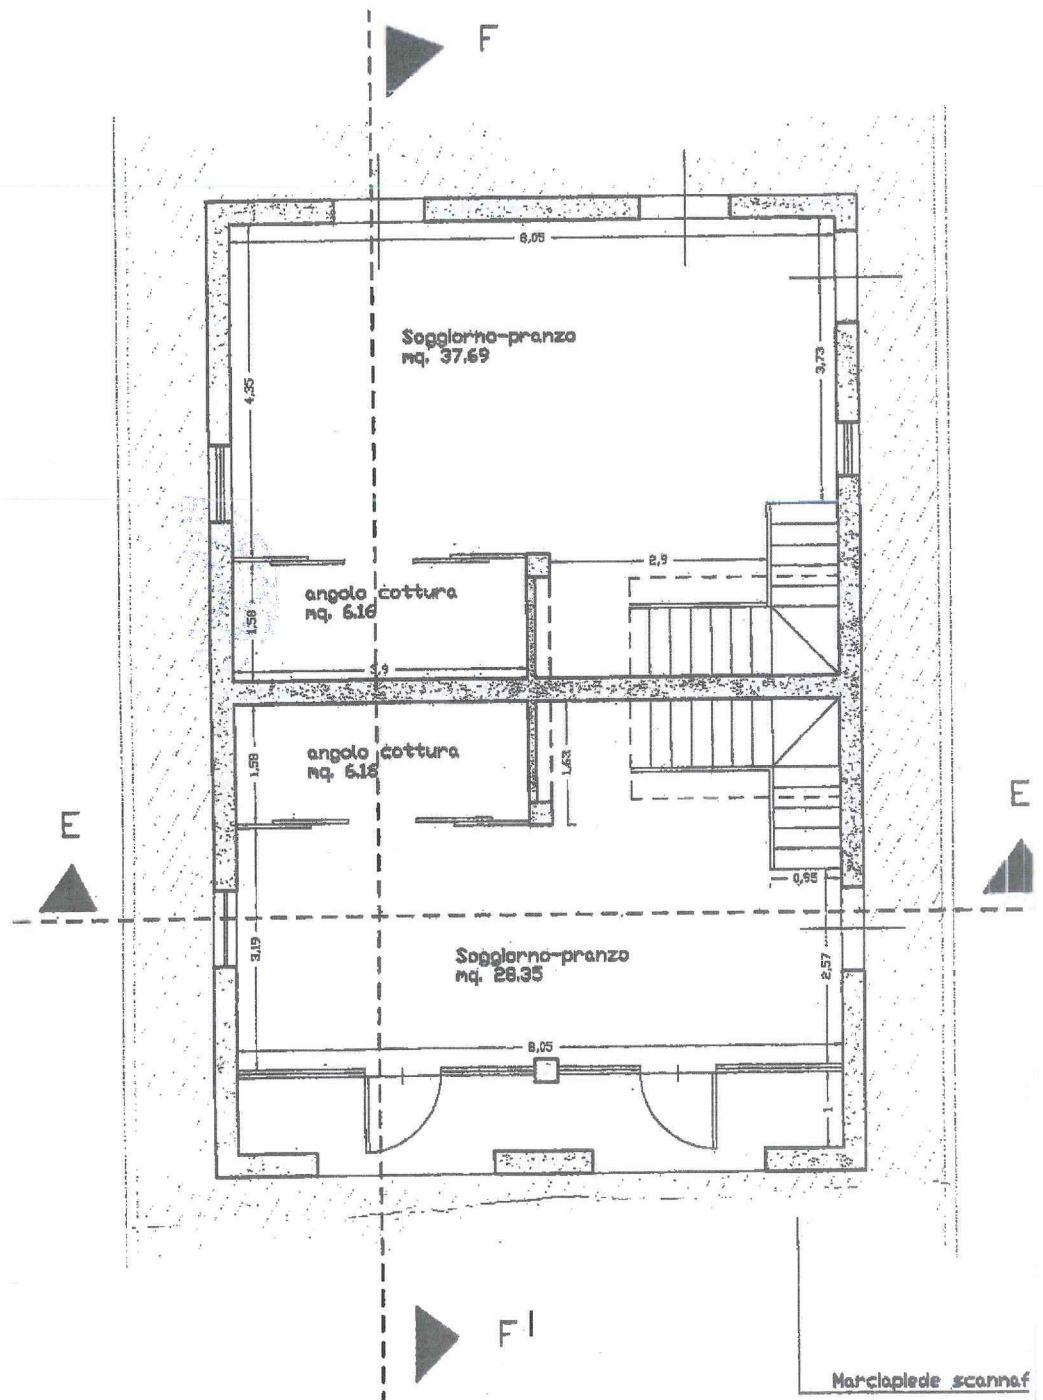 F
8,05
Soggiorno-pranzo
mq. 37.69
4,35
3,73
2,9
angolo cottura
mq. 6.16
1,58
angolo cottura
mq. 6.16
1,58
1,63
E
E
0,95
Soggiorno-pranzo
mq. 28.35
3,19
2,57
8,05
1
F'
Marciapiede scannaf